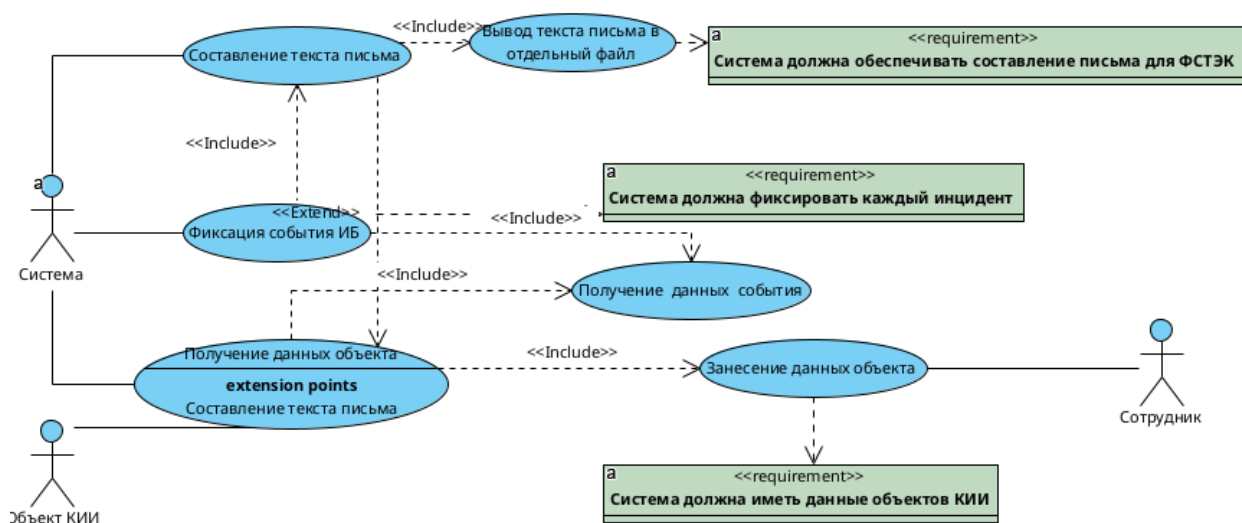 <<Include>>
Вывод текста письма в
отдельный файл
a
<<requirement>>
Система должна обеспечивать составление письма для ФСТЭК
Составление текста письма
<<Include>>
a
<<requirement>>
Система должна фиксировать каждый инцидент
a
Система
<<Extend>>
Фиксация события ИБ
<<Include>>
<<Include>>
Получение данных события
Получение данных объекта
extension points
Составление текста письма
<<Include>>
Занесение данных объекта
Сотрудник
Объект КИИ
a
<<requirement>>
Система должна иметь данные объектов КИИ